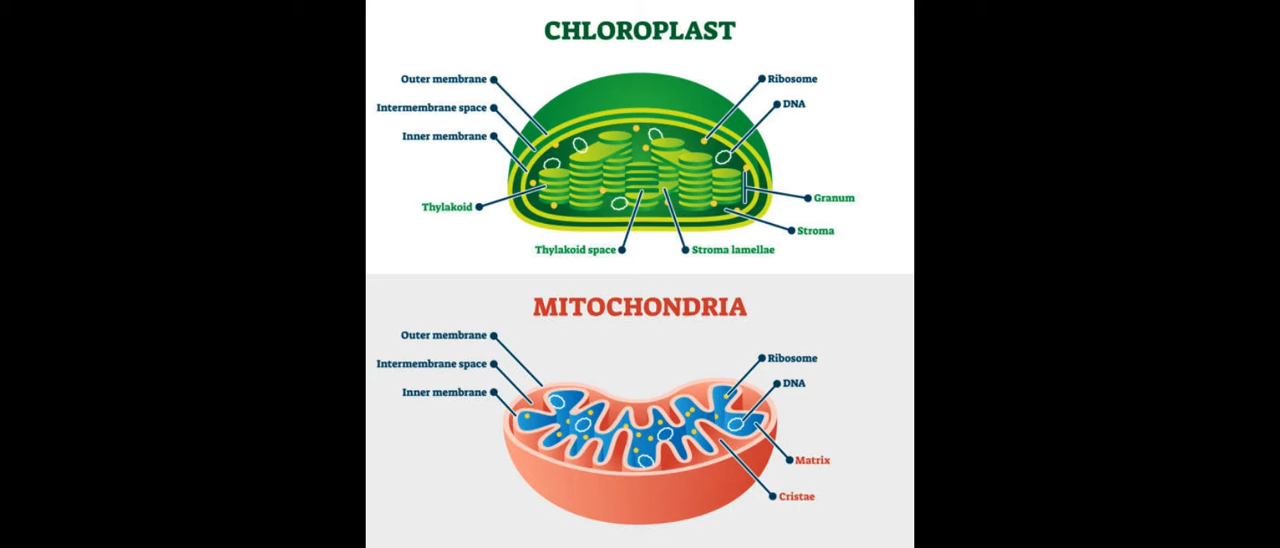 CHLOROPLAST
Outer membrane
Intermembrane space
Inner membrane
Thylakoid
Thylakoid space
Stroma lamellae
Ribosome
DNA
Granum
Stroma
MITOCHONDRIA
Outer membrane
Intermembrane space
Inner membrane
Ribosome
DNA
Matrix
Cristae